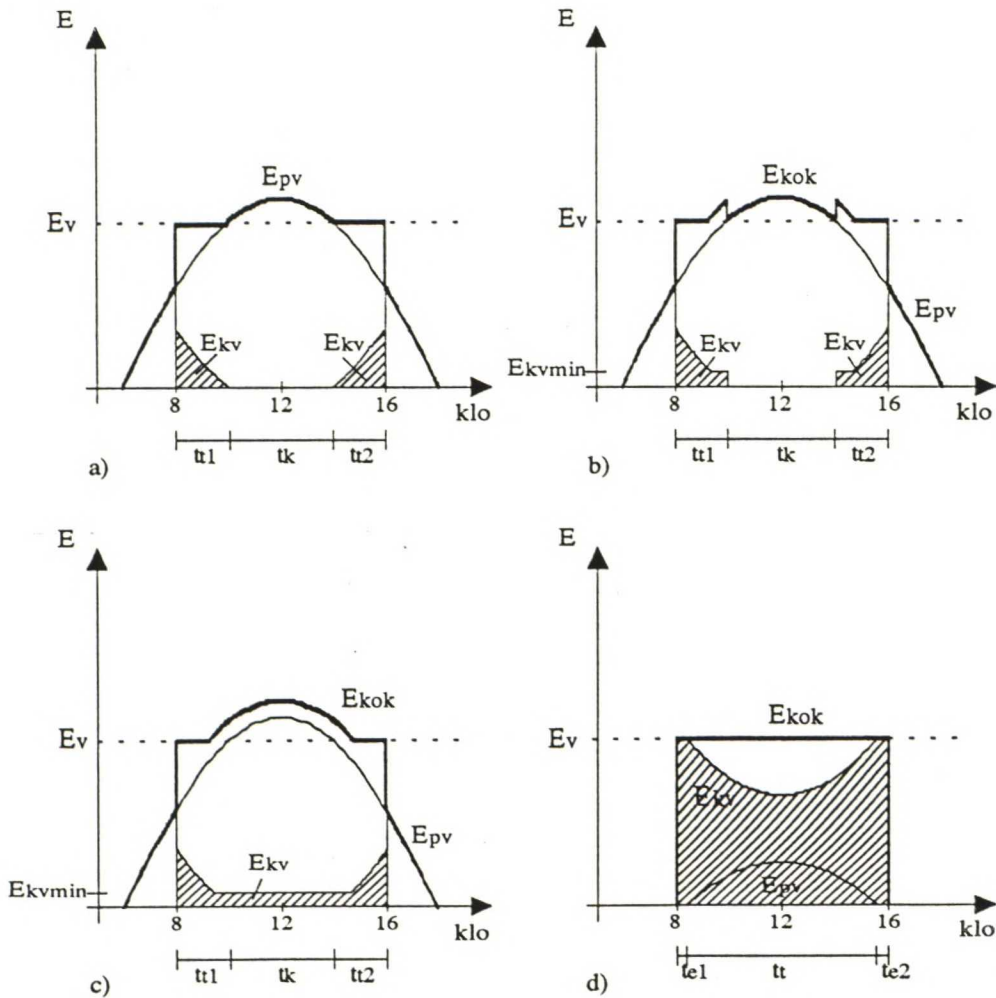 E
E
Epv
Ekok
Ev
Ev
Ekv
Ekv
Ekv
Ekv
Epv
Ekvmin
8
12
16
klo
8
12
16
klo
tt1
tk
tt2
tt1
tk
tt2
a)
b)
E
E
Ekok
Ekok
Ev
Ev
Ekv
Epv
Ekv
Epv
Ekvmin
8
12
16
klo
8
12
16
klo
tt1
tk
tt2
te1
tt
te2
c)
d)